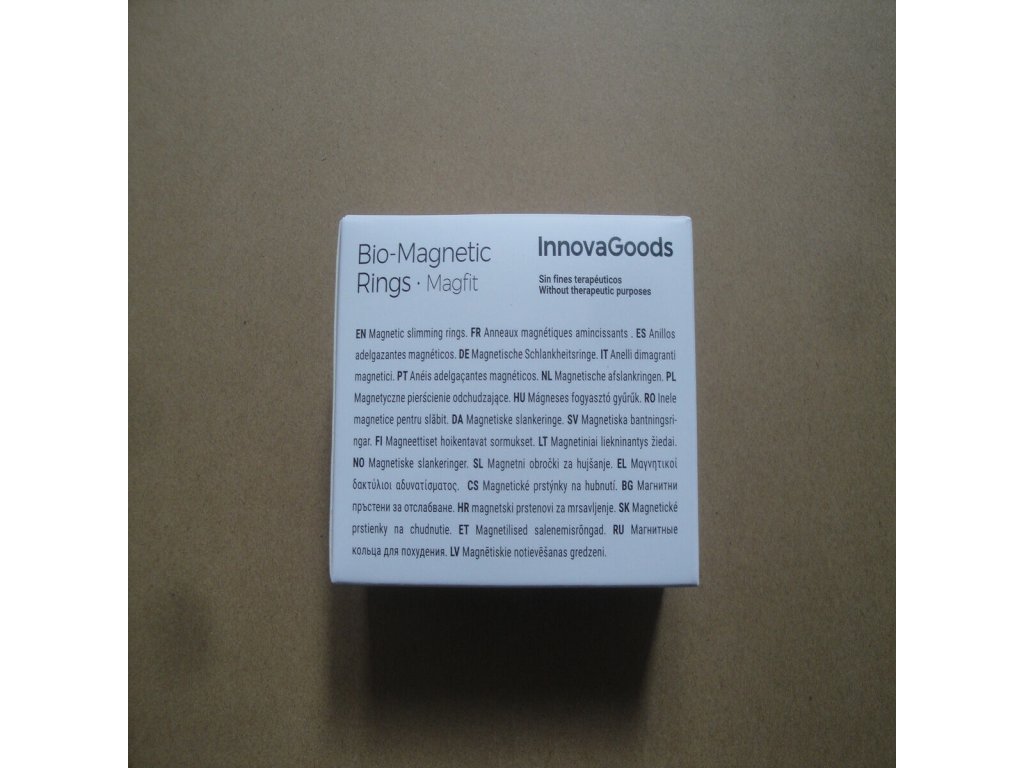 Bio-Magnetic
Rings · Magfit
InnovaGoods
Sin fines terapéuticos
Without therapeutic purposes
EN Magnetic slimming rings. FR Anneaux magnétiques amincissants . ES Anillos
adelgazantes magnéticos. DE Magnetische Schlankheitsringe. IT Anelli dimagranti
magnetici. PT Anéis adelgaçantes magnéticos. NL Magnetische afslankringen. PL
Magnetyczne pierścienie odchudzające. HU Mágneses fogyasztó gyűrűk. RO Inele
magnetice pentru slăbit. DA Magnetiske slankeringe. SV Magnetiska bantningsri-
ngar. FI Magneettiset hoikentavat sormukset. LT Magnetiniai liekninantys žiedai.
NO Magnetiske slankeringer. SL Magnetni obročki za hujšanje. EL Μαγνητικοί
δακτύλιοι αδυνατίσματος. CS Magnetické prstýnky na hubnutí. BG Магнитни
пръстени за отслабване. HR magnetski prstenovi za mrsavljenje. SK Magnetické
prstienky na chudnutie. ET Magnetilised salenemisrõngad. RU Магнитные
кольца для похудения. LV Magnētiskie notievēšanas gredzeni.